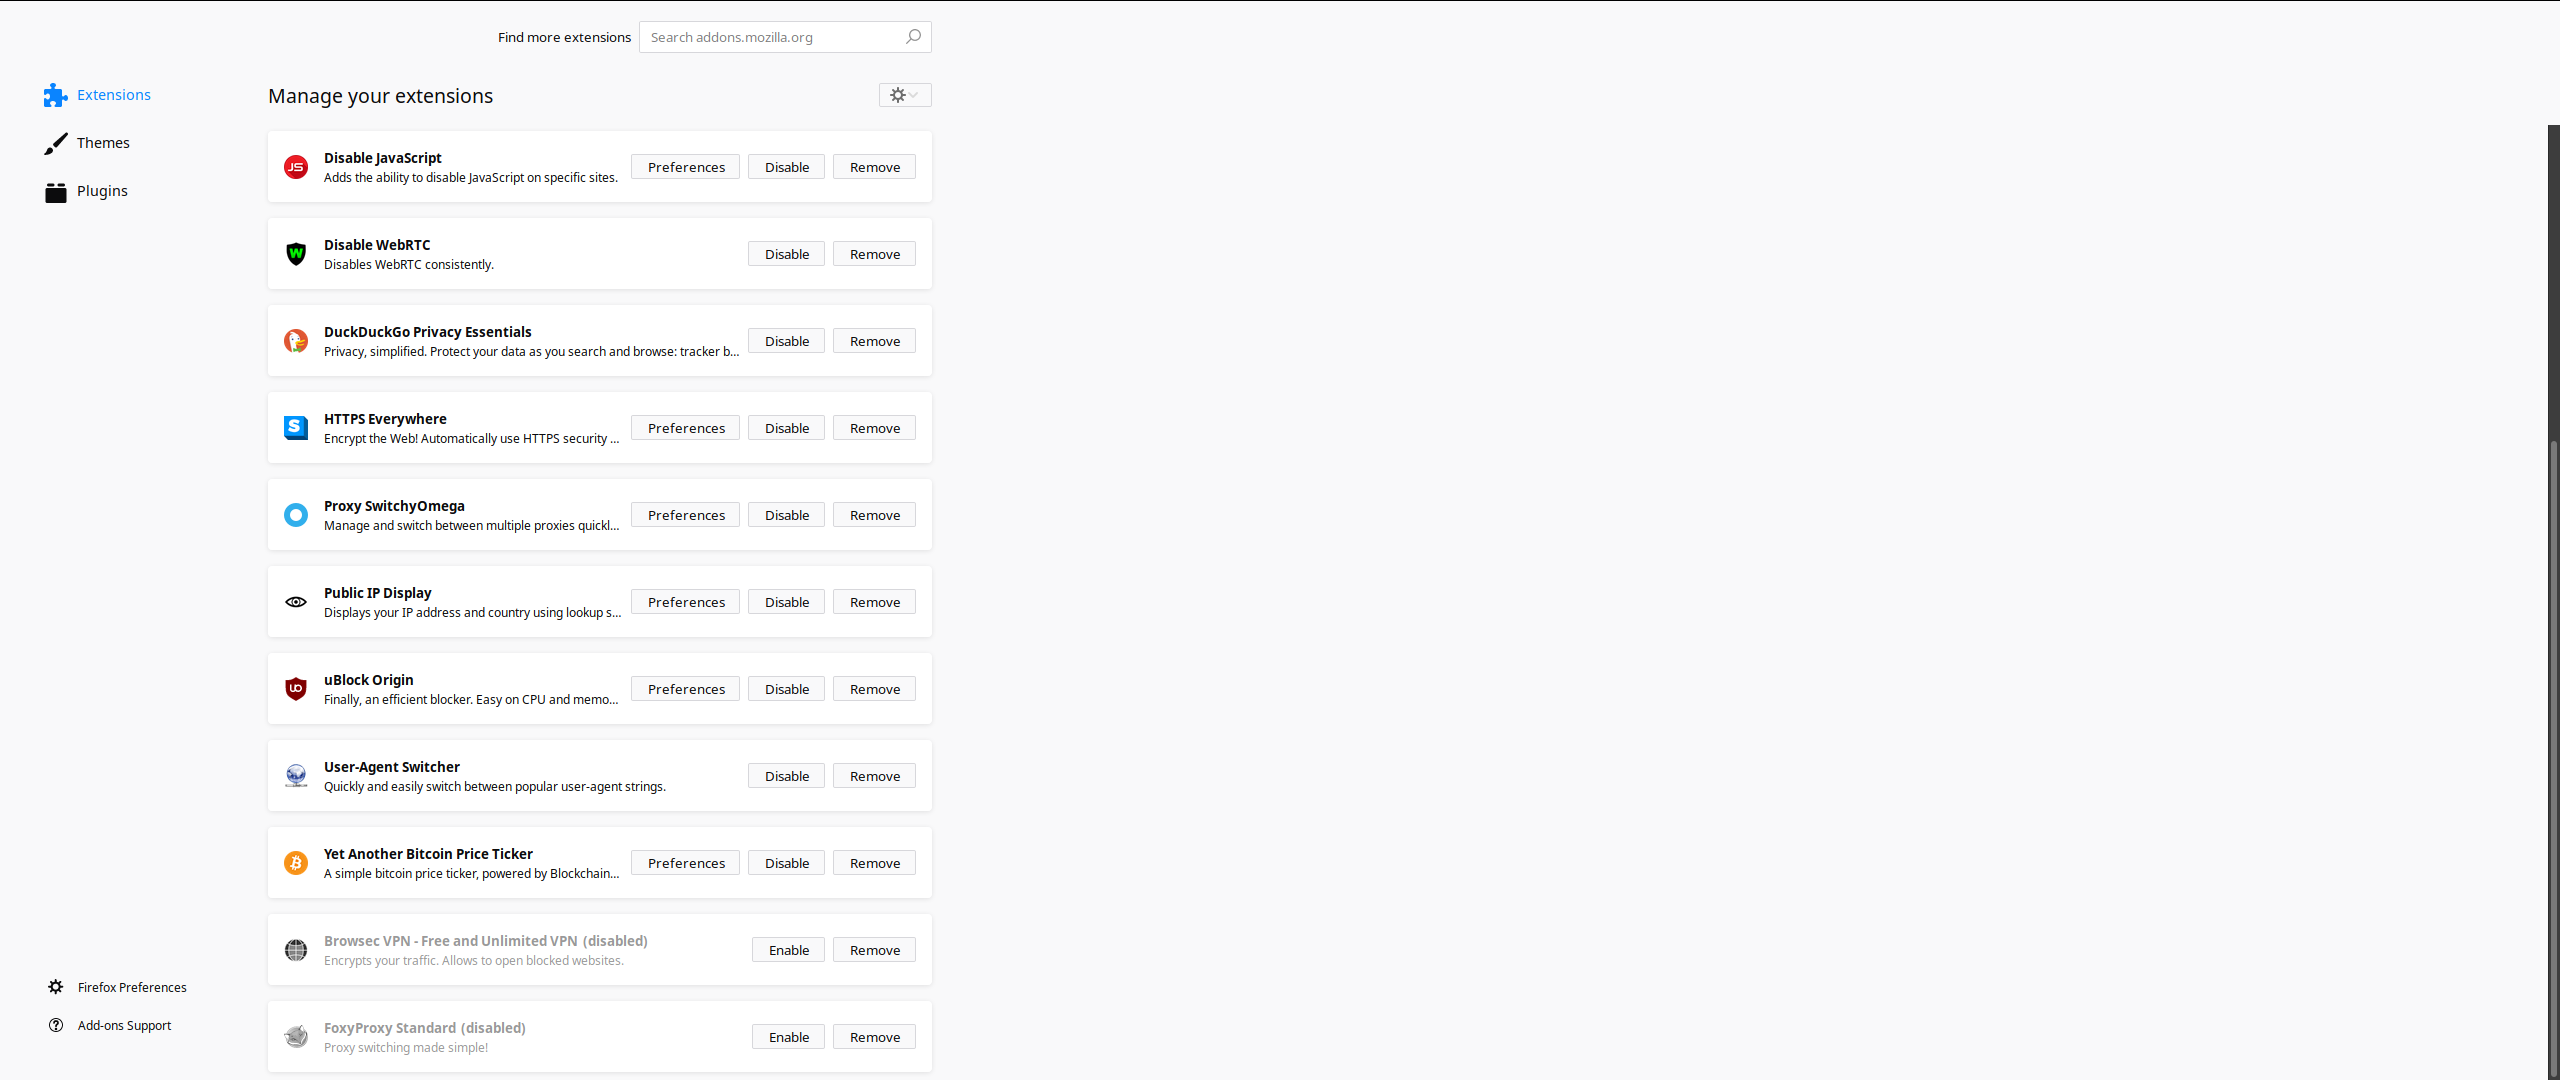 Find more extensions Search addons.mozilla.org
Extensions
Themes
Plugins
Manage your extensions
JS
Disable JavaScript
Adds the ability to disable JavaScript on specific sites.
Preferences Disable Remove
W
Disable WebRTC
Disables WebRTC consistently.
Disable Remove
DuckDuckGo Privacy Essentials
Privacy, simplified. Protect your data as you search and browse: tracker b…
Disable Remove
S
HTTPS Everywhere
Encrypt the Web! Automatically use HTTPS security …
Preferences Disable Remove
Proxy SwitchyOmega
Manage and switch between multiple proxies quickl…
Preferences Disable Remove
Public IP Display
Displays your IP address and country using lookup s…
Preferences Disable Remove
uo
uBlock Origin
Finally, an efficient blocker. Easy on CPU and memo…
Preferences Disable Remove
User-Agent Switcher
Quickly and easily switch between popular user-agent strings.
Disable Remove
Yet Another Bitcoin Price Ticker
A simple bitcoin price ticker, powered by Blockchain…
Preferences Disable Remove
Browsec VPN - Free and Unlimited VPN (disabled)
Encrypts your traffic. Allows to open blocked websites.
Enable Remove
FoxyProxy Standard (disabled)
Proxy switching made simple!
Enable Remove
Firefox Preferences
Add-ons Support